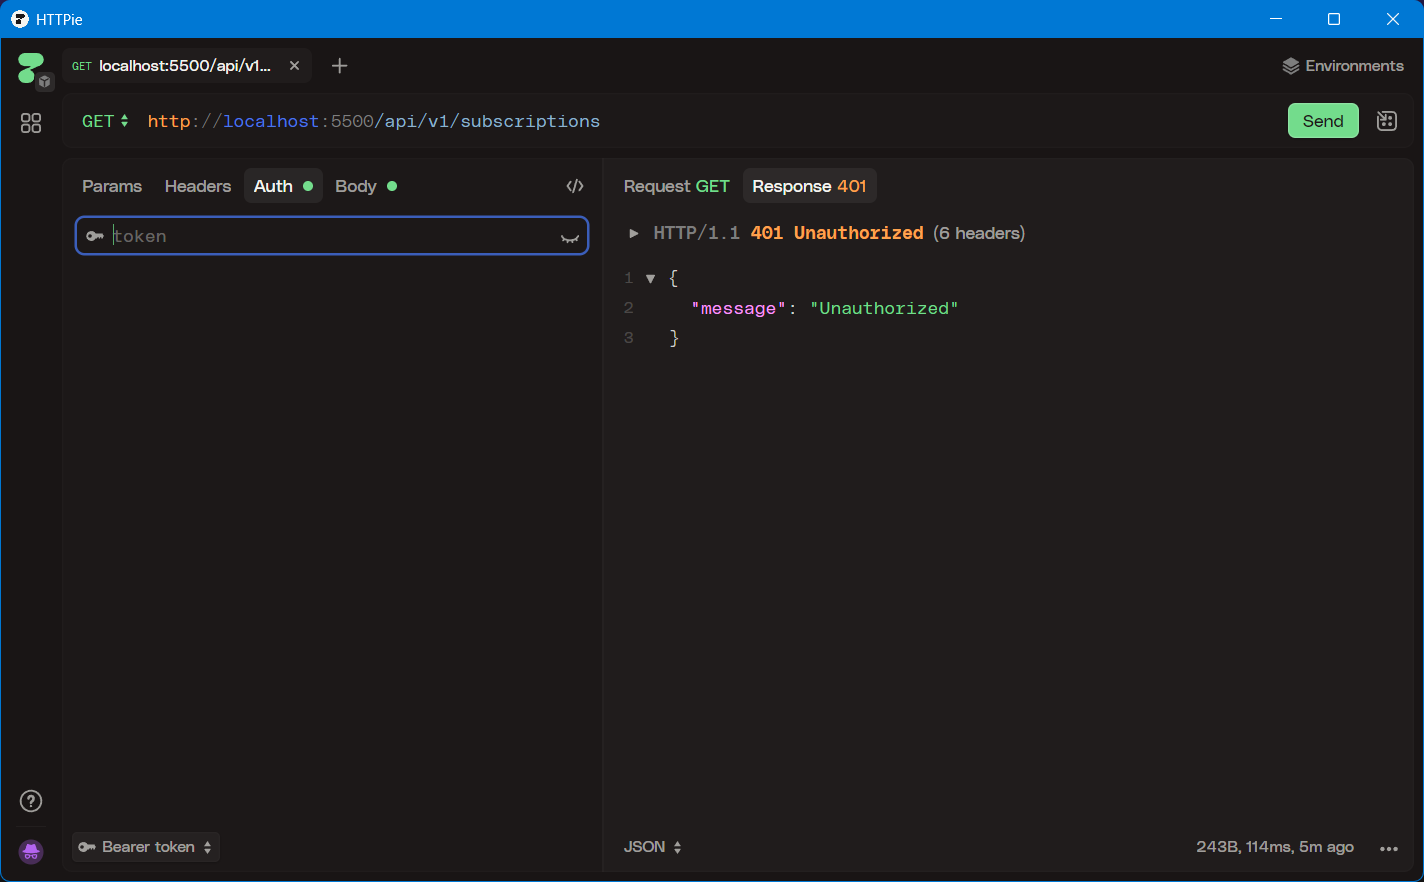 HTTPie
GET localhost:5500/api/v1...
Environments
GET http://localhost:5500/api/v1/subscriptions
Send
Params Headers Auth Body </>
Request GET Response 401
token
HTTP/1.1 401 Unauthorized (6 headers)
1 {
2 "message": "Unauthorized"
3 }
?
Bearer token
JSON
243B, 114ms, 5m ago